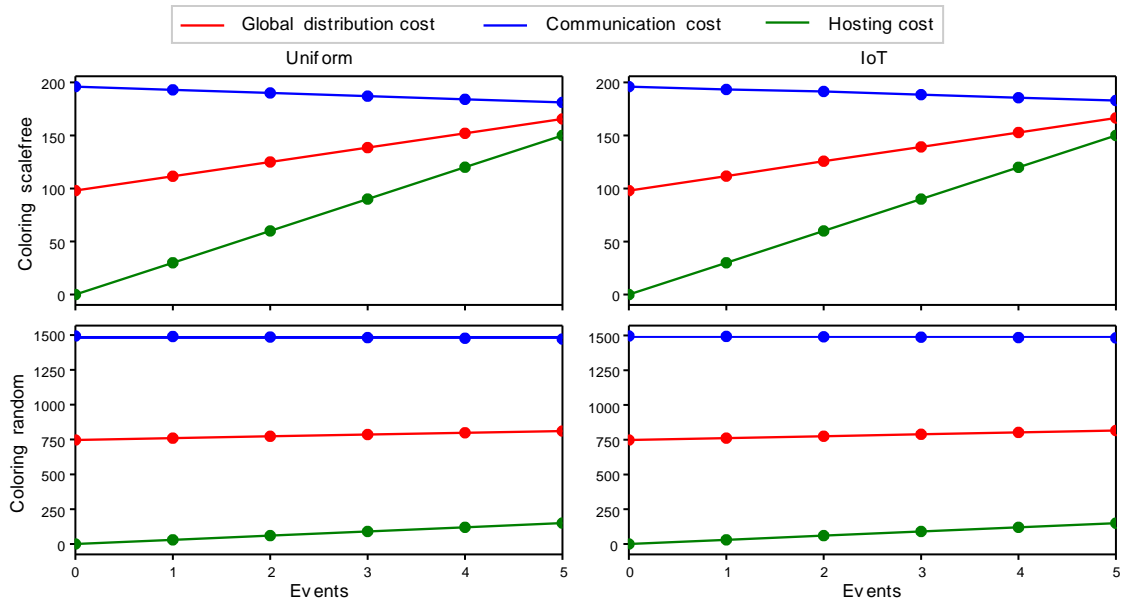 Global distribution cost
Communication cost
Hosting cost
Uniform
IoT
Coloring scalefree
200
150
100
50
0
200
150
100
50
0
Coloring random
1500
1250
1000
750
500
250
0
1500
1250
1000
750
500
250
0
0 1 2 3 4 5
Events
0 1 2 3 4 5
Events